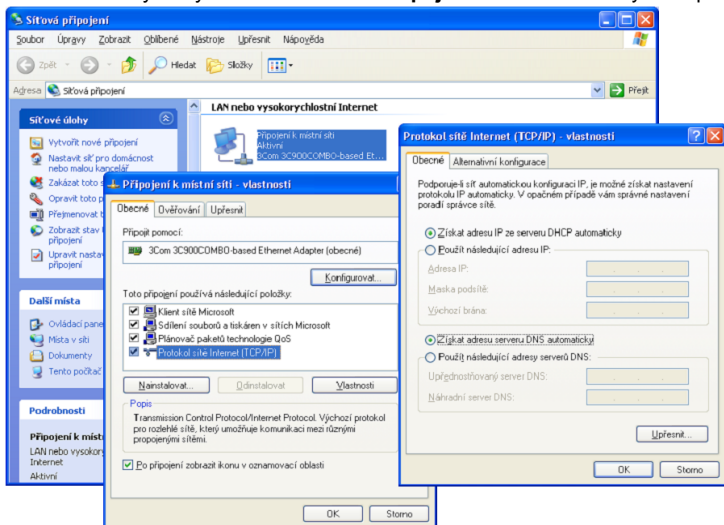 Síťová připojení
Soubor Úpravy Zobrazit Oblíbené Nástroje Upřesnit Nápověda
Zpět Hledat Složky
Adresa Síťová připojení Přejít
Síťové úlohy
Vytvořit nové připojení
Nastavit síť pro domácnost
nebo malou kancelář
Zakázat toto
Opravit toto
Přejmenovat
Zobrazit stav
připojení
připojení
Další místa
Ovládací
Místa v síti
Dokumenty
Tento počítač
Podrobnosti
Připojení k
LAN nebo
Internet
Aktivní
LAN nebo vysokorychlostní Internet
Připojení k místní síti
Aktivní
3Com 3C900COMBO-based Et...
Připojení k místní síti - vlastnosti
Obecné Ověřování Upřesnit
Připojit pomocí:
3Com 3C900COMBO-based Ethernet Adapter (obecné)
Konfigurovat...
Toto připojení používá následující položky:
Klient sítě Microsoft
Sdílení souborů a tiskáren v sítích Microsoft
Plánovač paketů technologie QoS
Protokol sítě Internet (TCP/IP)
Nainstalovat... Odinstalovat Vlastnosti
Popis
Transmission Control Protocol/Internet Protocol. Výchozí protokol
pro rozlehlé sítě, který umožňuje komunikaci mezi různými
propojenými sítěmi.
Po připojení zobrazit ikonu v oznamovací oblasti
OK Storno
Protokol sítě Internet (TCP/IP) - vlastnosti
Obecné Alternativní konfigurace
Podporuje-li síť automatickou konfiguraci IP, je možné získat nastavení
protokolu IP automaticky. V opačném případě vám správné nastavení
poradí správce sítě.
Získat adresu IP ze serveru DHCP automaticky
Použít následující adresu IP:
Adresa IP:
Maska podsítě:
Výchozí brána:
Získat adresu serveru DNS automaticky
Použít následující adresy serverů DNS:
Upřednostňovaný server DNS:
Náhradní server DNS:
Upřesnit...
OK Storno